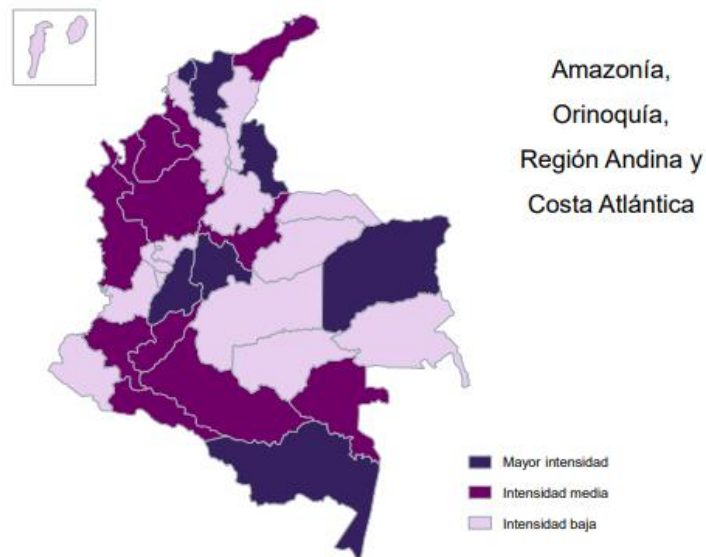 Amazonía,
Orinoquía,
Región Andina y
Costa Atlántica
Mayor intensidad
Intensidad media
Intensidad baja